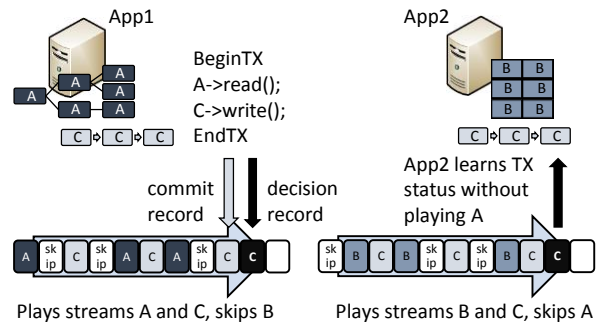 App1
A
A
A
A
A
A
C
C
C
BeginTX
A->read();
C->write();
EndTX
commit
record
decision
record
A
sk
ip
C
sk
ip
A
C
A
sk
ip
C
C
Plays streams A and C, skips B
App2
B
B
B
B
B
B
C
C
C
App2 learns TX
status without
playing A
sk
ip
B
C
B
sk
ip
C
sk
ip
B
C
C
Plays streams B and C, skips A